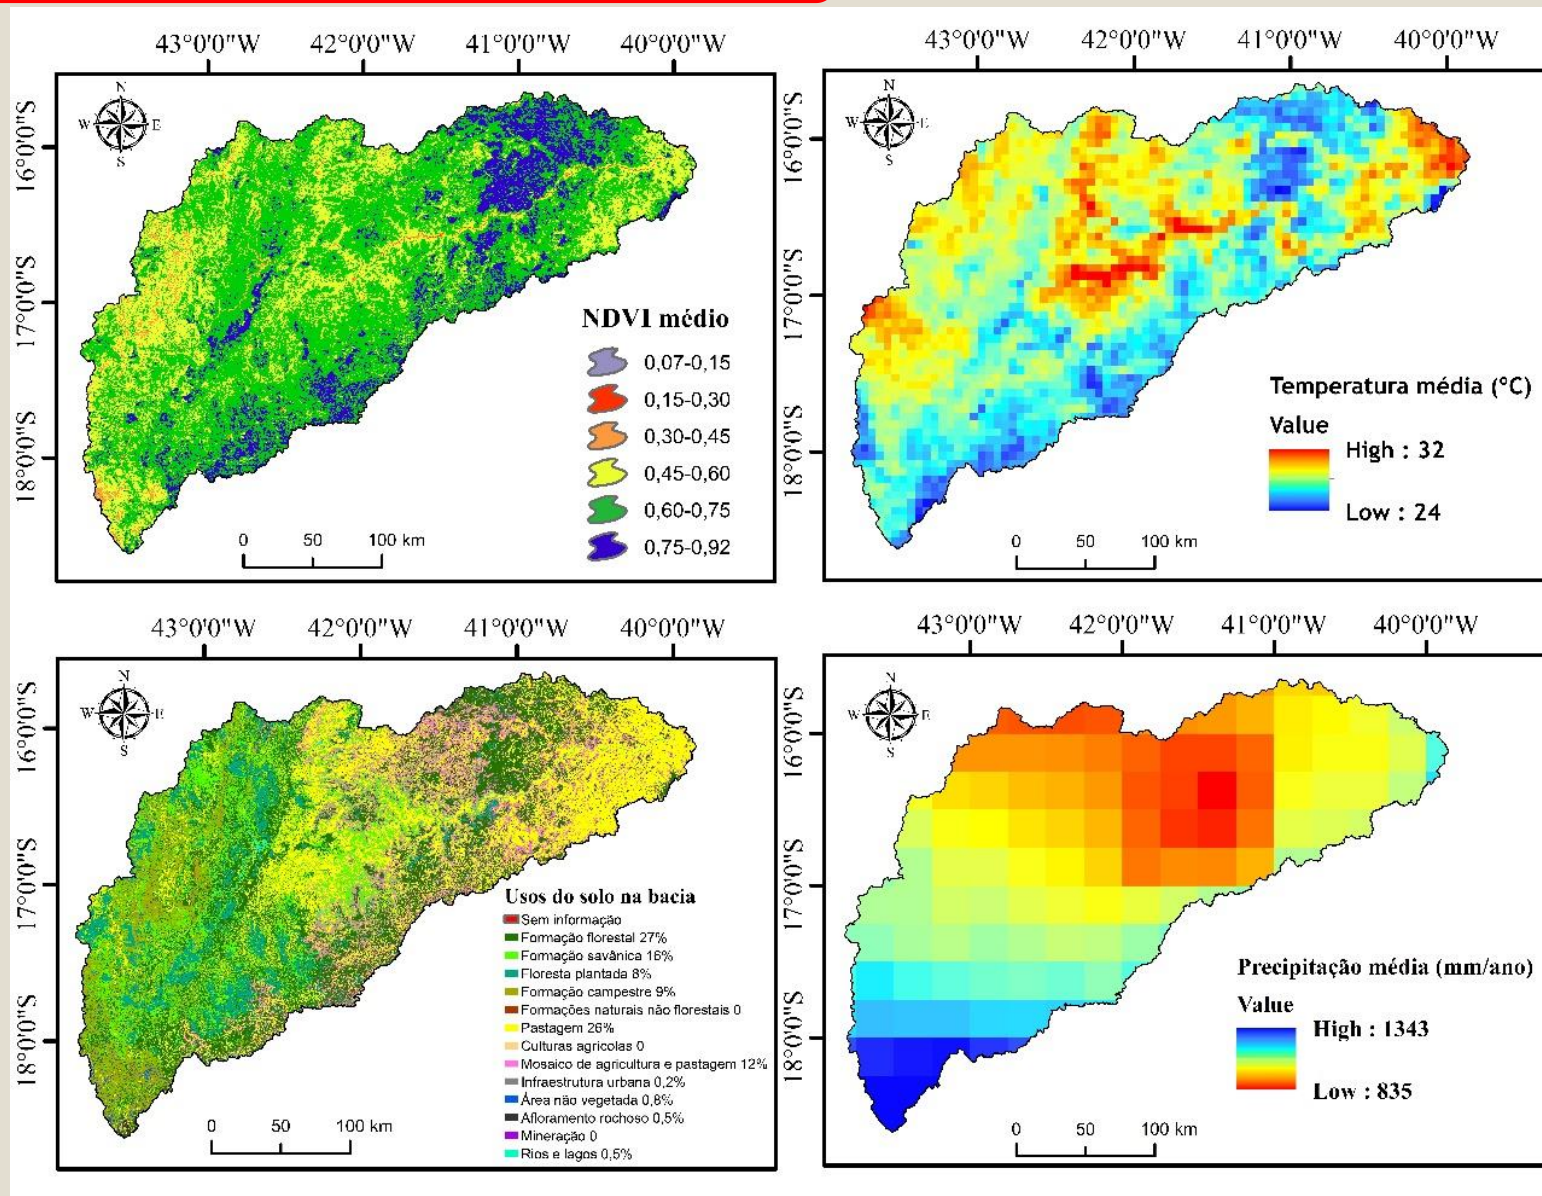 43°0'0"W 42°0'0"W 41°0'0"W 40°0'0"W
16°0'0"S
17°0'0"S
18°0'0"S
N
W E
S
NDVI médio
0,07-0,15
0,15-0,30
0,30-0,45
0,45-0,60
0,60-0,75
0,75-0,92
0 50 100 km
43°0'0"W 42°0'0"W 41°0'0"W 40°0'0"W
16°0'0"S
17°0'0"S
18°0'0"S
N
W E
S
Temperatura média (°C)
Value
High : 32
Low : 24
0 50 100 km
43°0'0"W 42°0'0"W 41°0'0"W 40°0'0"W
16°0'0"S
17°0'0"S
18°0'0"S
N
W E
S
Usos do solo na bacia
Sem informação
Formação florestal 27%
Formação savânica 16%
Floresta plantada 8%
Formação campestre 9%
Formações naturais não florestais 0
Pastagem 26%
Culturas agricolas 0
Mosaico de agricultura e pastagem 12%
Infraestrutura urbana 0,2%
Área não vegetada 0,8%
Afloramento rochoso 0,5%
Mineração 0
Rios e lagos 0,5%
0 50 100 km
43°0'0"W 42°0'0"W 41°0'0"W 40°0'0"W
16°0'0"S
17°0'0"S
18°0'0"S
N
W E
S
Precipitação média (mm/ano)
Value
High : 1343
Low : 835
0 50 100 km